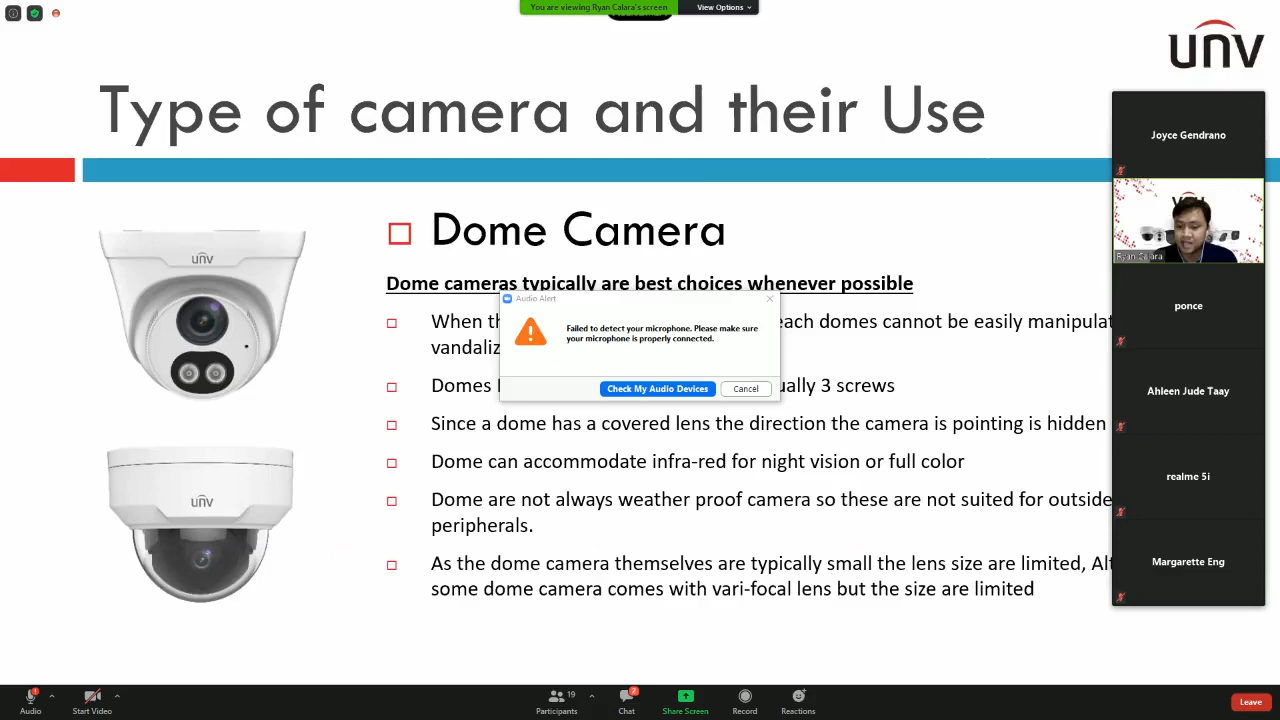 You are viewing Ryan Calara's screen
View Options
unv
Type of camera and their Use
Joyce Gendrano
unv
Dome Camera
Ryan Calara
Dome cameras typically are best choices whenever possible
Audio Alert
ponce
When
each domes cannot be easily
Failed to detect your microphone. Please make sure
your microphone is properly connected.
Domes
3 screws
Check My Audio Devices
Cancel
Ahleen Jude Taay
Since a dome has a covered lens the direction the camera is pointing is hidden
Dome can accommodate infra-red for night vision or full color
realme 5i
unv
Dome are not always weather proof camera so these are not suited for outside
peripherals.
As the dome camera themselves are typically small the lens size are limited,
some dome camera comes with vari-focal lens but the size are limited
Margarette Eng
Audio
Start Video
19
Participants
2
Chat
Share Screen
Record
Reactions
Leave